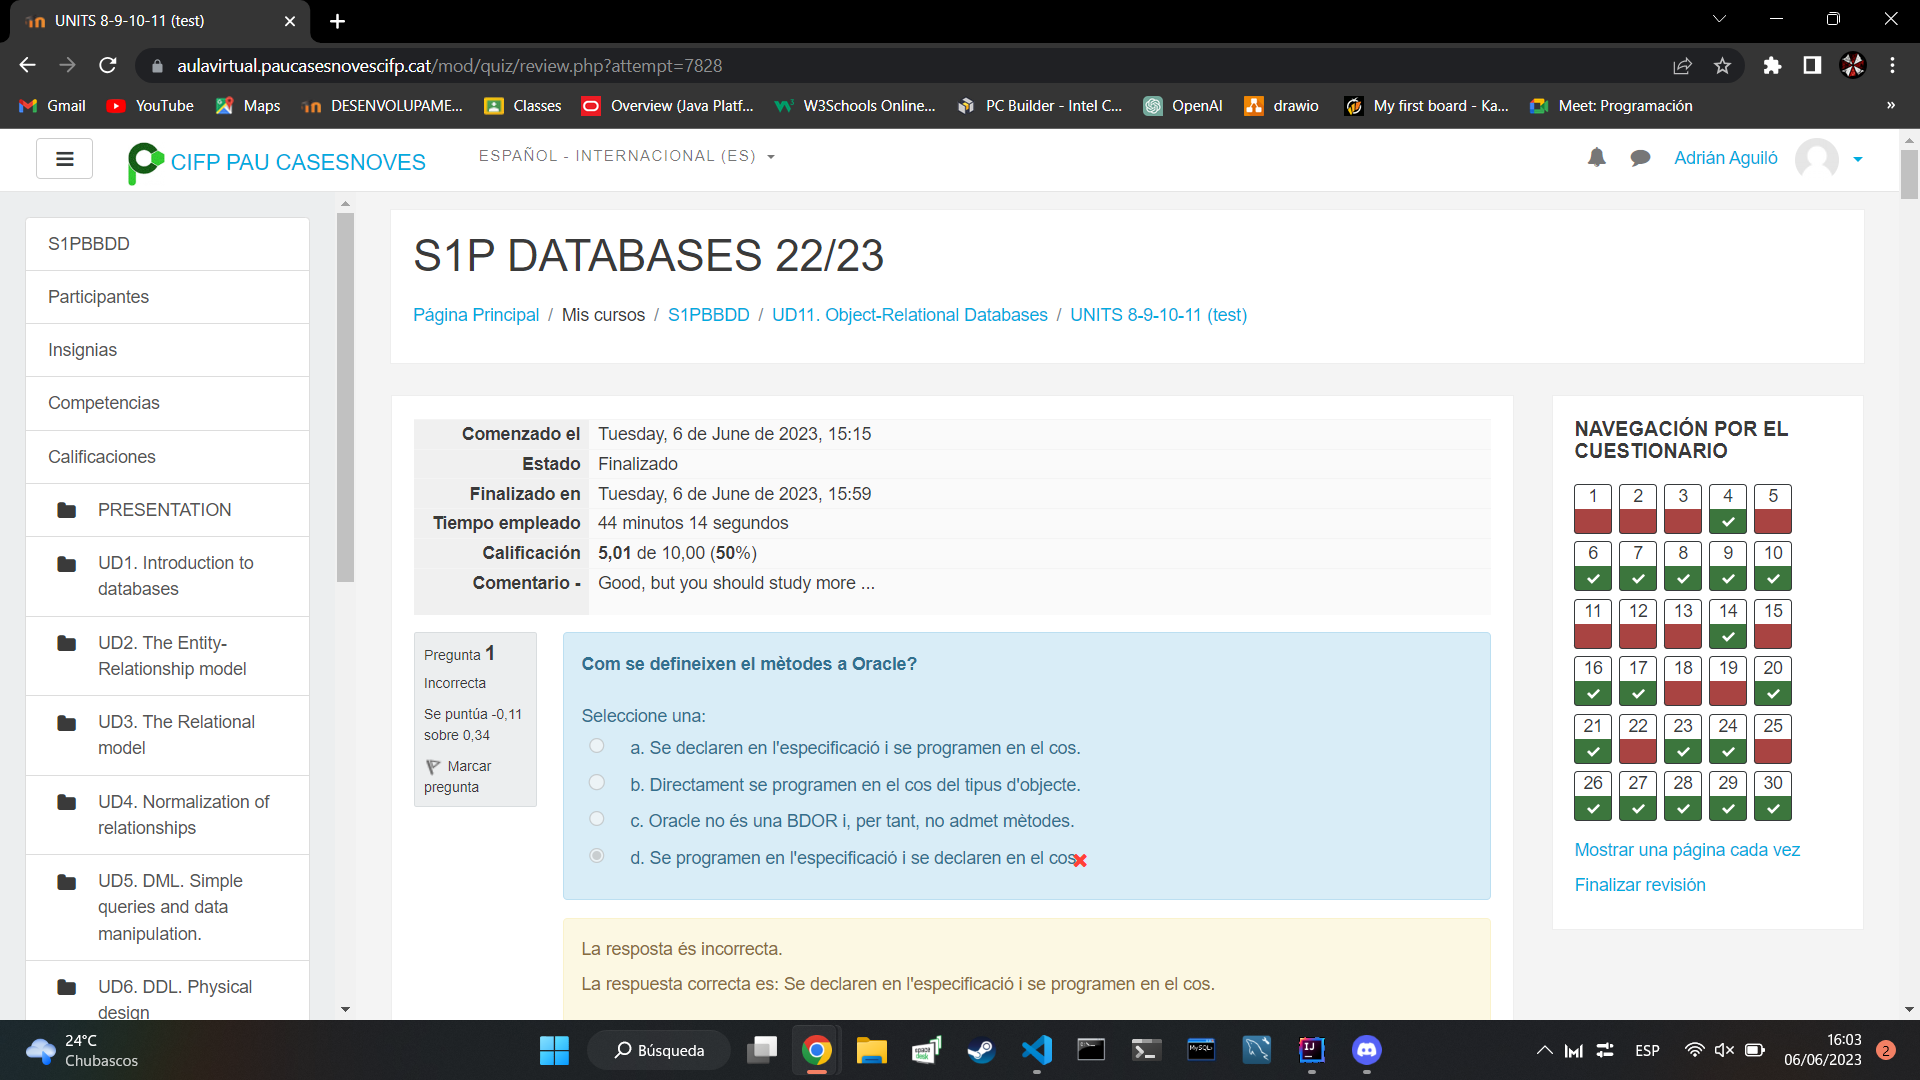 UNITS 8-9-10-11 (test)
aulavirtual.paucasesnovescifp.cat/mod/quiz/review.php?attempt=7828
Gmail YouTube Maps DESENVOLUPAME... Classes Overview (Java Platf... W3Schools Online... PC Builder - Intel C... OpenAI drawio My first board - Ka... Meet: Programación »
CIFP PAU CASESNOVES ESPAÑOL - INTERNACIONAL (ES) Adrián Aguiló
S1PBBDD
Participantes
Insignias
Competencias
Calificaciones
PRESENTATION
UD1. Introduction to
databases
UD2. The Entity-
Relationship model
UD3. The Relational
model
UD4. Normalization of
relationships
UD5. DML. Simple
queries and data
manipulation.
UD6. DDL. Physical
design
S1P DATABASES 22/23
Página Principal / Mis cursos / S1PBBDD / UD11. Object-Relational Databases / UNITS 8-9-10-11 (test)
Comenzado el Tuesday, 6 de June de 2023, 15:15
Estado Finalizado
Finalizado en Tuesday, 6 de June de 2023, 15:59
Tiempo empleado 44 minutos 14 segundos
Calificación 5,01 de 10,00 (50%)
Comentario - Good, but you should study more ...
Pregunta 1
Incorrecta
Se puntúa -0,11
sobre 0,34
Marcar
pregunta
Com se defineixen el mètodes a Oracle?
Seleccione una:
a. Se declaren en l'especificació i se programen en el cos.
b. Directament se programen en el cos del tipus d'objecte.
c. Oracle no és una BDOR i, per tant, no admet mètodes.
d. Se programen en l'especificació i se declaren en el cos.
La resposta és incorrecta.
La respuesta correcta es: Se declaren en l'especificació i se programen en el cos.
NAVEGACIÓN POR EL
CUESTIONARIO
1 2 3 4 5
6 7 8 9 10
11 12 13 14 15
16 17 18 19 20
21 22 23 24 25
26 27 28 29 30
Mostrar una página cada vez
Finalizar revisión
24°C
Chubascos
Búsqueda
ESP
16:03
06/06/2023
2